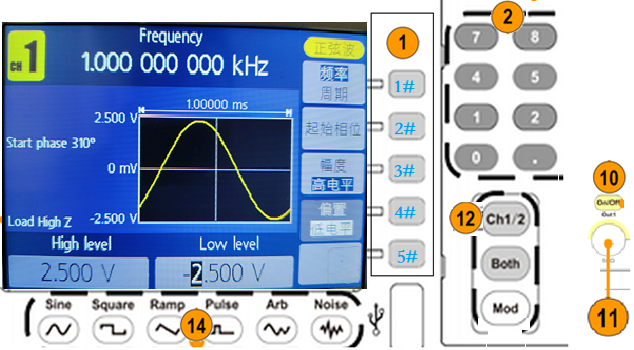 CH 1
Frequency
1.000 000 000 kHz
1.00000 ms
2.500 V
Start phase 310°
0 mV
Load High Z
-2.500 V
High level
Low level
2.500 V
-2.500 V
正弦波
频率
周期
起始相位
幅度
高电平
偏置
低电平
1
1#
2#
3#
4#
5#
2
7
8
4
5
1
2
0
.
12
Ch1/2
Both
Mod
10
On/Off
Out1
11
Sine
Square
Ramp
Pulse
Arb
Noise
14